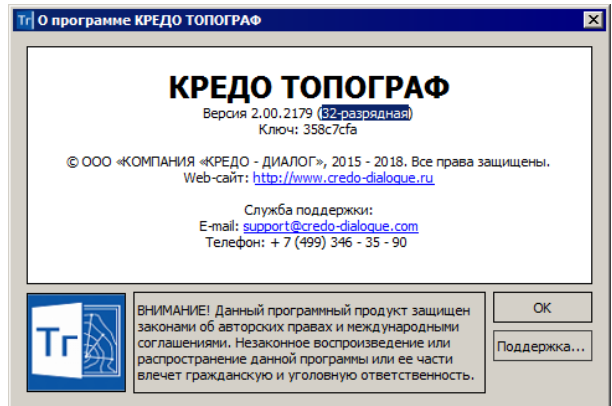 Тг О программе КРЕДО ТОПОГРАФ
КРЕДО ТОПОГРАФ
Версия 2.00.2179 (32-разрядная)
Ключ: 358c7cfa
© ООО «КОМПАНИЯ «КРЕДО - ДИАЛОГ», 2015 - 2018. Все права защищены.
Web-сайт: http://www.credo-dialogue.ru
Служба поддержки:
E-mail: support@credo-dialogue.com
Телефон: + 7 (499) 346 - 35 - 90
Тг
ВНИМАНИЕ! Данный программный продукт защищен
законами об авторских правах и международными
соглашениями. Незаконное воспроизведение или
распространение данной программы или ее части
влечет гражданскую и уголовную ответственность.
OK
Поддержка...